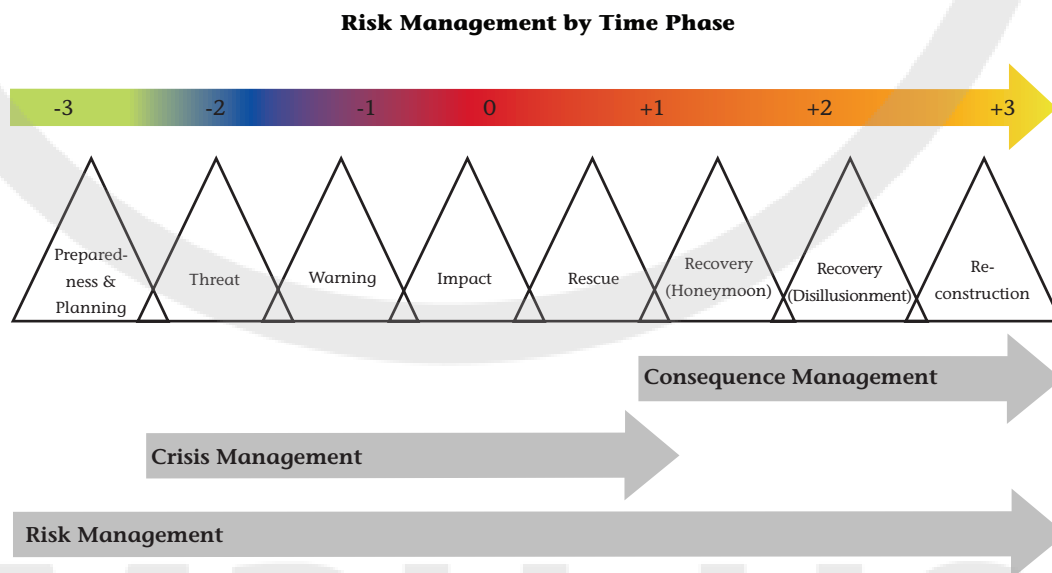 Risk Management by Time Phase
-3 -2 -1 0 +1 +2 +3
Prepared-
ness &
Planning
Threat
Warning
Impact
Rescue
Recovery
(Honeymoon)
Recovery
(Disillusionment)
Re-
construction
Consequence Management
Crisis Management
Risk Management